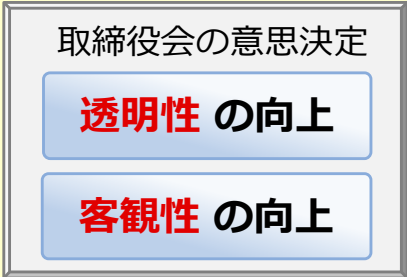 取締役会の意思決定
透明性 の向上
客観性 の向上